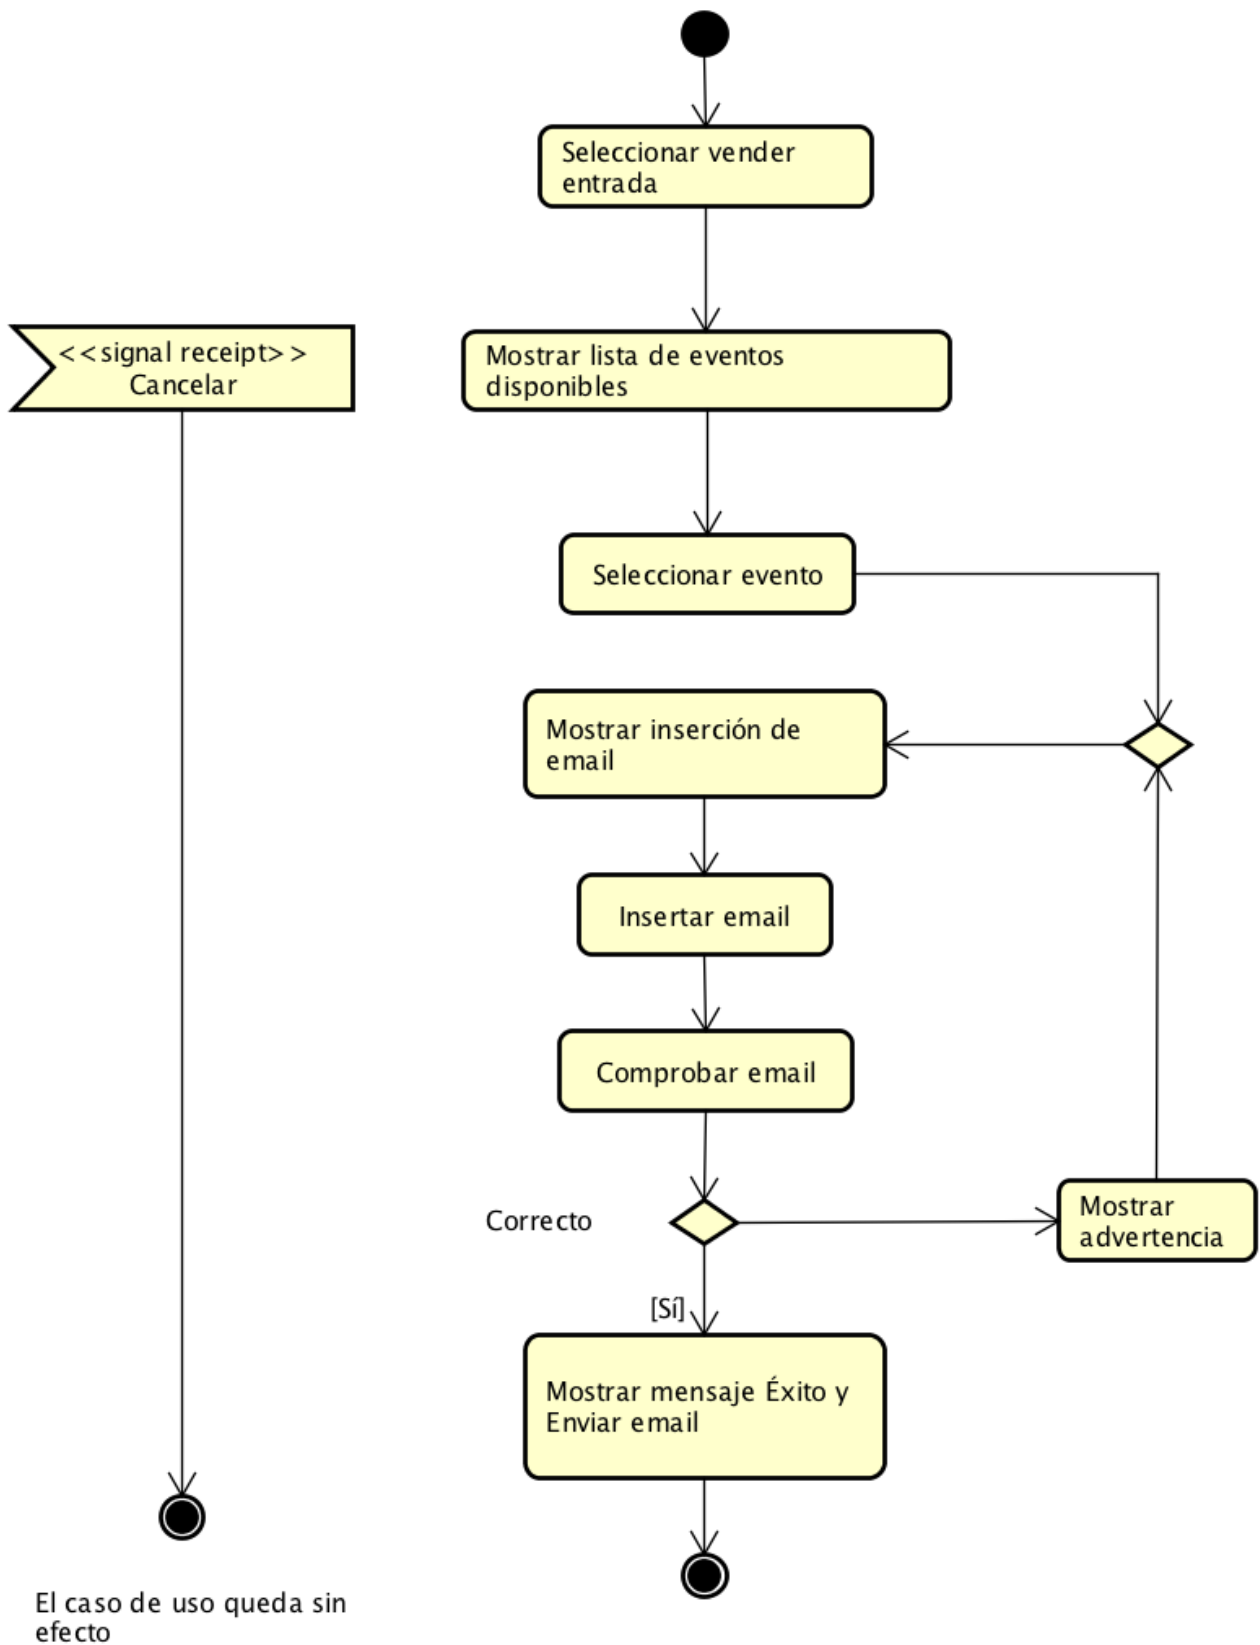 Seleccionar vender
entrada
<<signal receipt>>
Cancelar
Mostrar lista de eventos
disponibles
Seleccionar evento
Mostrar inserción de
email
Insertar email
Comprobar email
Correcto
Mostrar
advertencia
[Sí]
Mostrar mensaje Éxito y
Enviar email
El caso de uso queda sin
efecto